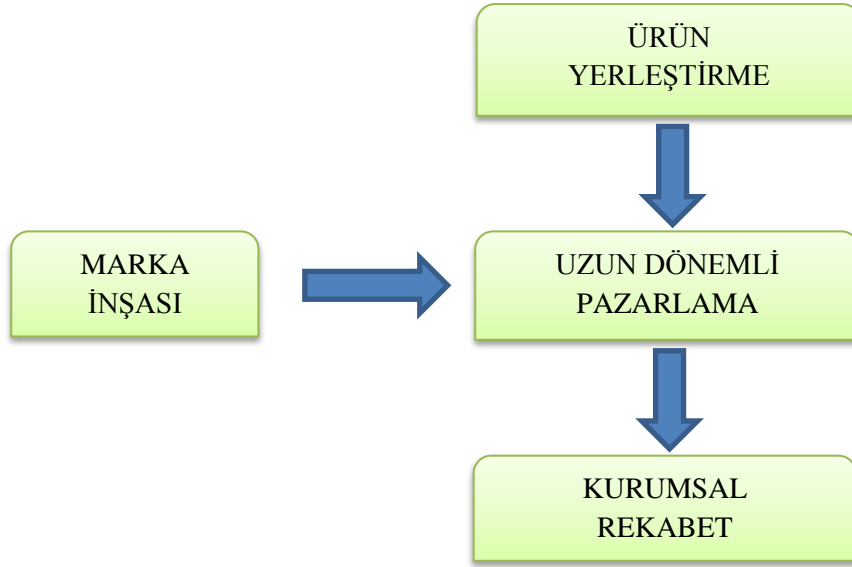 ÜRÜN
YERLEŞTİRME
MARKA
İNŞASI
UZUN DÖNEMLİ
PAZARLAMA
KURUMSAL
REKABET